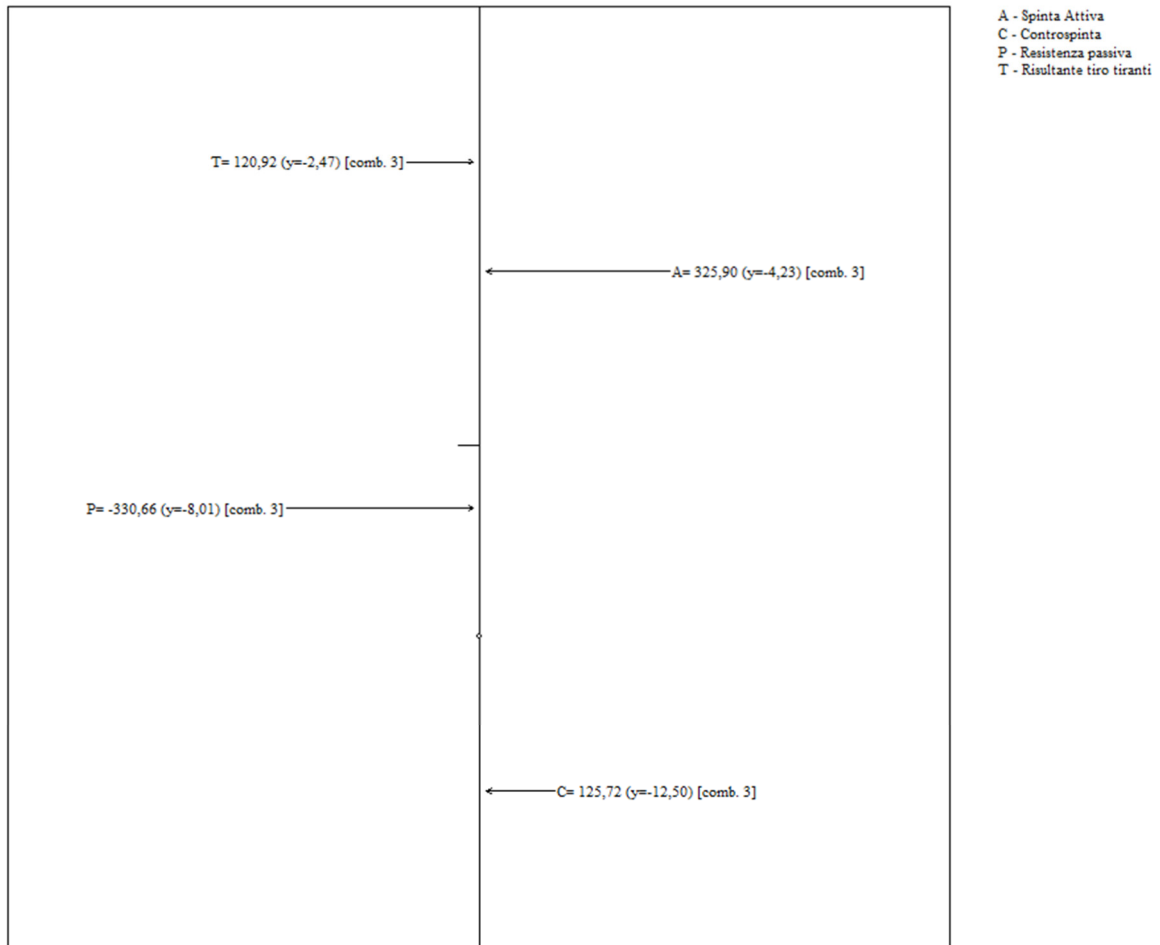 A - Spinta Attiva
C - Controspinta
P - Resistenza passiva
T - Risultante tiro tiranti
T= 120,92 (y=-2,47) [comb. 3]
A= 325,90 (y=-4,23) [comb. 3]
P= -330,66 (y=-8,01) [comb. 3]
C= 125,72 (y=-12,50) [comb. 3]